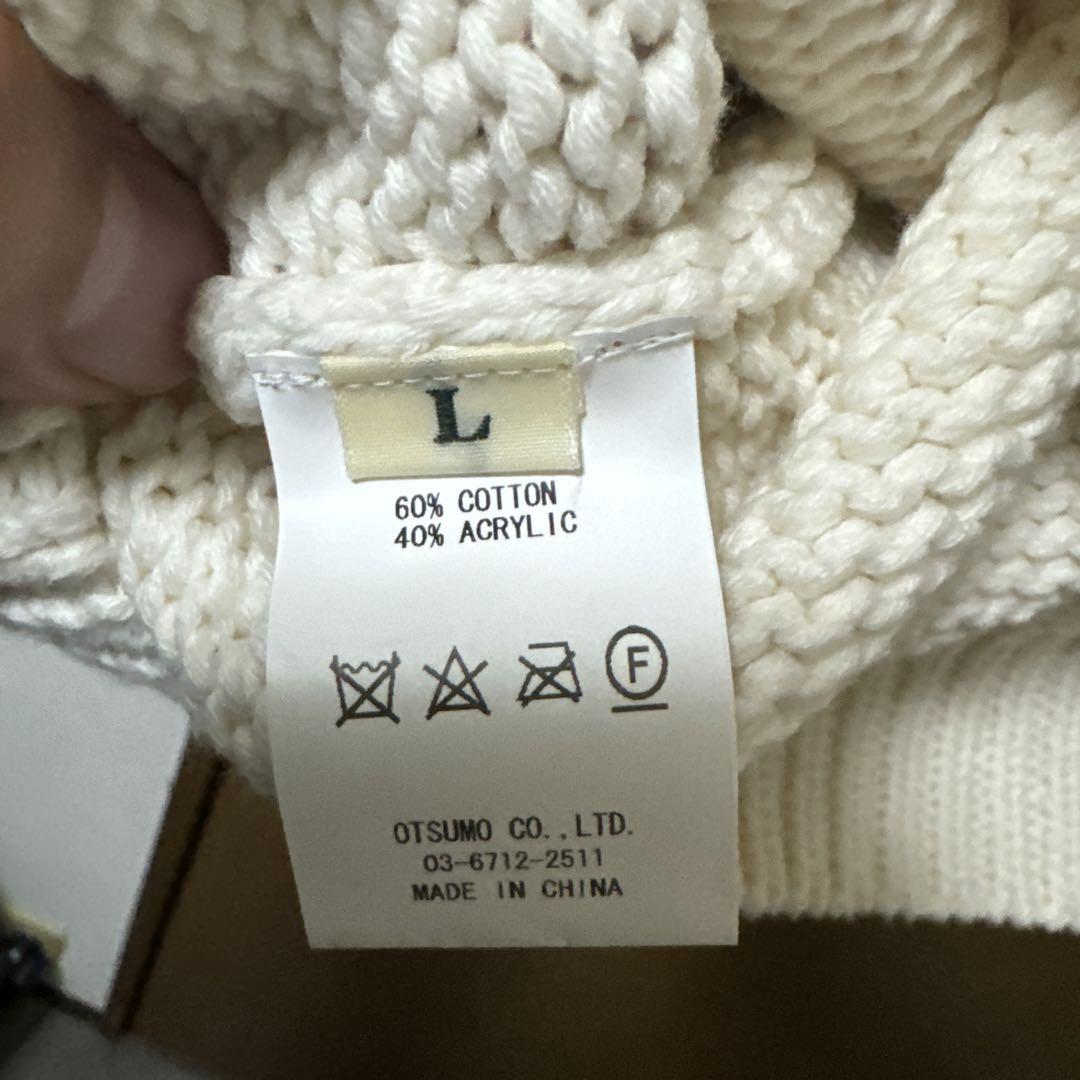 L
60% COTTON
40% ACRYLIC
F
OTSUMO CO.,LTD.
03-6712-2511
MADE IN CHINA